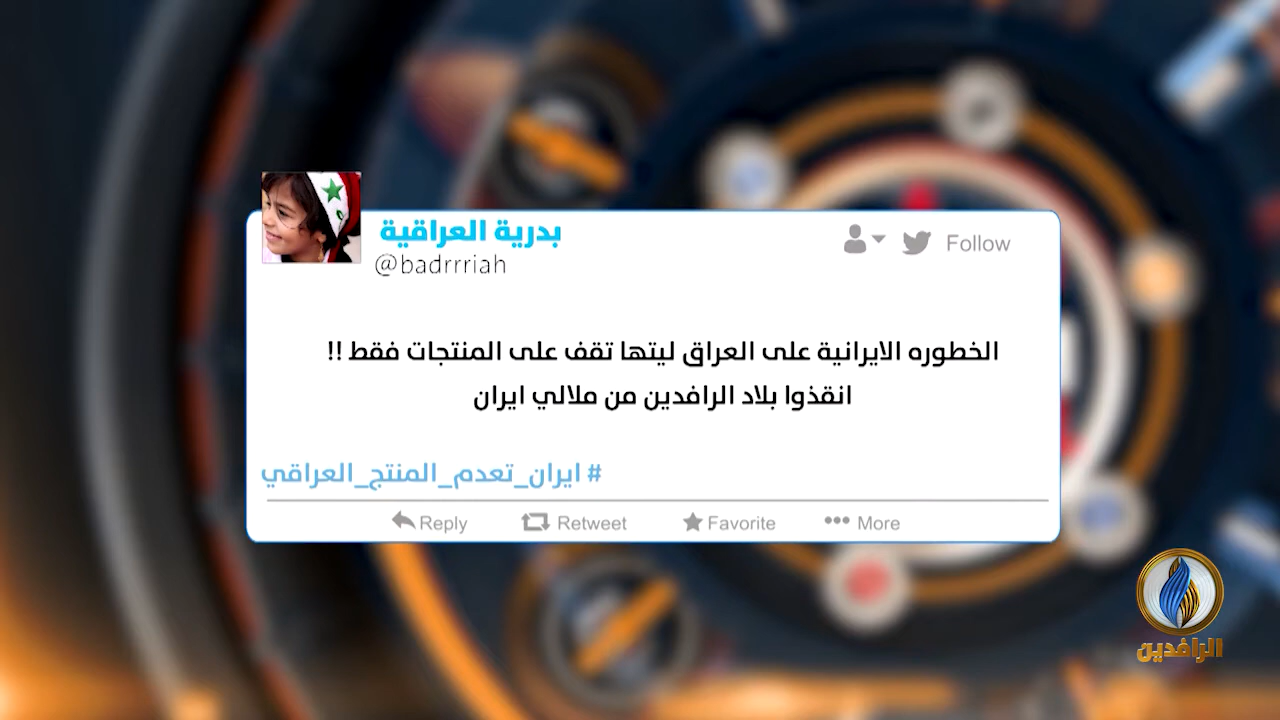 بدرية العراقية
@badrrriah
Follow
الخطوره الايرانية على العراق ليتها تقف على المنتجات فقط !!
انقذوا بلاد الرافدين من ملالي ايران
# ايران_تعدم_المنتج_العراقي
Reply Retweet Favorite More
الرافدين